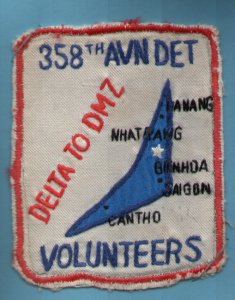 358TH AVN DET
DELTA TO DMZ
DANANG
NHATRANG
BIENHOA
SAIGON
CANTHO
VOLUNTEERS